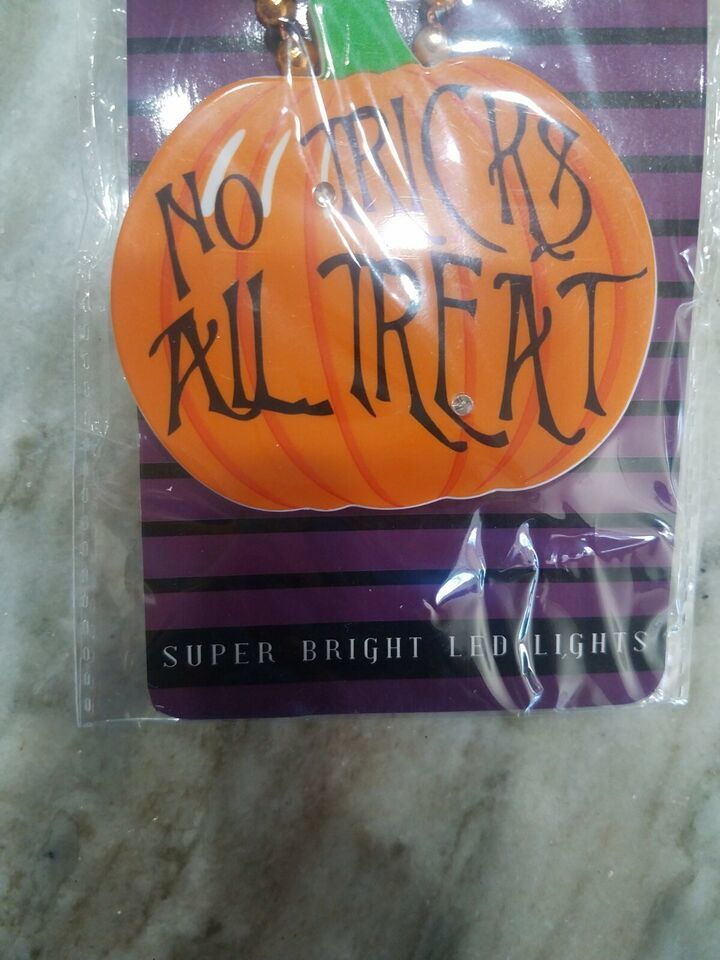 NO TRICKS
ALL TREAT
SUPER BRIGHT LED LIGHTS